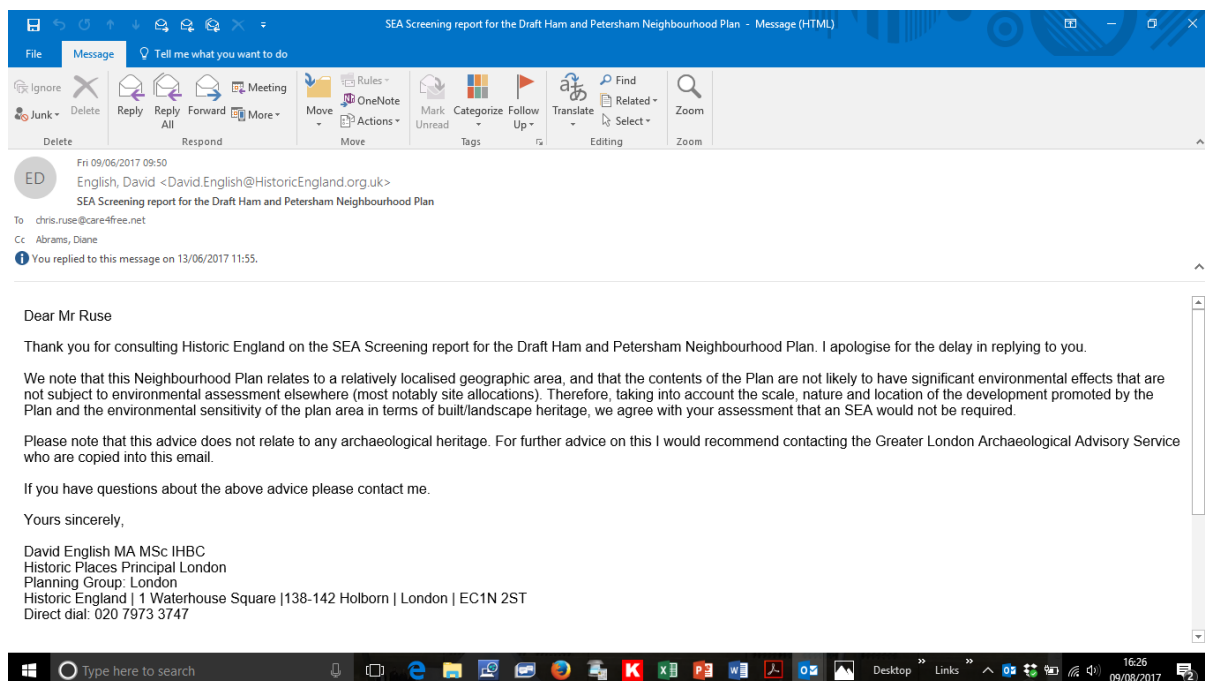 SEA Screening report for the Draft Ham and Petersham Neighbourhood Plan - Message (HTML)
File Message Tell me what you want to do
Ignore
Junk
Delete
Reply
Reply All
Forward
Meeting
More
Move
Rules
OneNote
Actions
Mark Unread
Categorize
Follow Up
Translate
Find
Related
Select
Zoom
Delete Respond Move Tags Editing Zoom
ED
Fri 09/06/2017 09:50
English, David <David.English@HistoricEngland.org.uk>
SEA Screening report for the Draft Ham and Petersham Neighbourhood Plan
To chris.ruse@care4free.net
Cc Abrams, Diane
You replied to this message on 13/06/2017 11:55.
Dear Mr Ruse
Thank you for consulting Historic England on the SEA Screening report for the Draft Ham and Petersham Neighbourhood Plan. I apologise for the delay in replying to you.
We note that this Neighbourhood Plan relates to a relatively localised geographic area, and that the contents of the Plan are not likely to have significant environmental effects that are
not subject to environmental assessment elsewhere (most notably site allocations). Therefore, taking into account the scale, nature and location of the development promoted by the
Plan and the environmental sensitivity of the plan area in terms of built/landscape heritage, we agree with your assessment that an SEA would not be required.
Please note that this advice does not relate to any archaeological heritage. For further advice on this I would recommend contacting the Greater London Archaeological Advisory Service
who are copied into this email.
If you have questions about the above advice please contact me.
Yours sincerely,
David English MA MSc IHBC
Historic Places Principal London
Planning Group: London
Historic England | 1 Waterhouse Square |138-142 Holborn | London | EC1N 2ST
Direct dial: 020 7973 3747
Type here to search
K
Desktop » Links »
16:26
09/08/2017
2